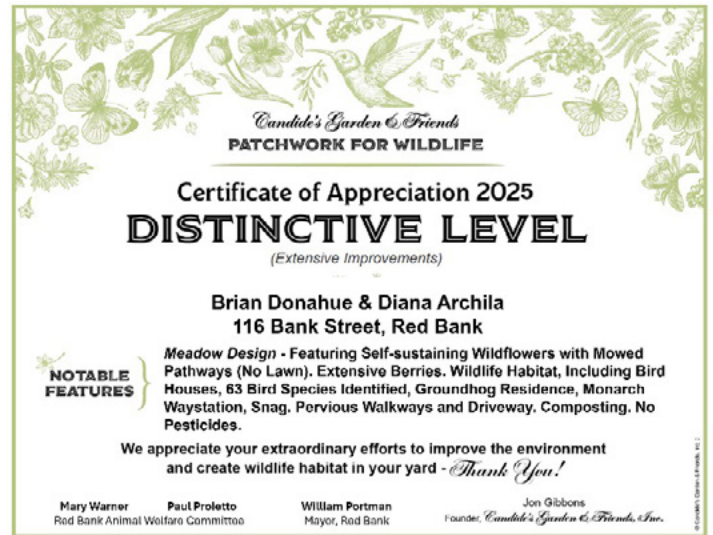 Candide's Garden & Friends
PATCHWORK FOR WILDLIFE
Certificate of Appreciation 2025
DISTINCTIVE LEVEL
(Extensive Improvements)
Brian Donahue & Diana Archila
116 Bank Street, Red Bank
NOTABLE
FEATURES
Meadow Design - Featuring Self-sustaining Wildflowers with Mowed
Pathways (No Lawn). Extensive Berries. Wildlife Habitat, Including Bird
Houses, 63 Bird Species Identified, Groundhog Residence, Monarch
Waystation, Snag. Pervious Walkways and Driveway. Composting. No
Pesticides.
We appreciate your extraordinary efforts to improve the environment
and create wildlife habitat in your yard - Thank You!
Mary Warner Paul Proletto
Red Bank Animal Welfare Committee
William Portman
Mayor, Red Bank
Jon Gibbons
Founder, Candide's Garden & Friends, Inc.
© Candide's Garden & Friends, Inc.